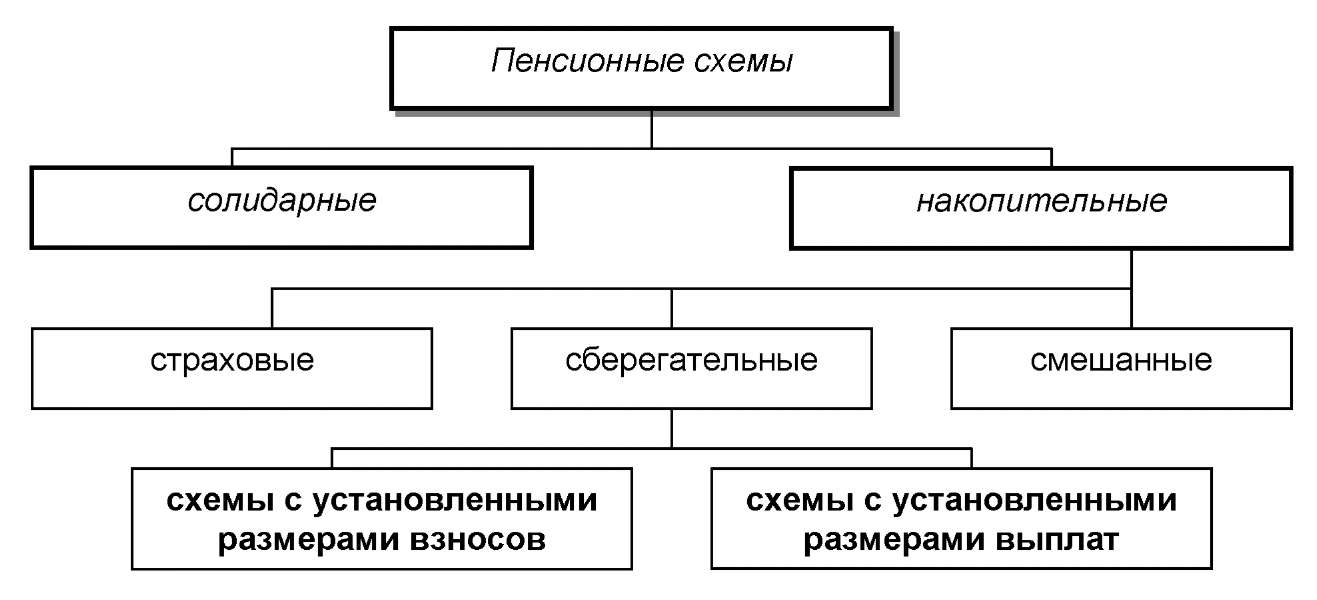 Пенсионные схемы
солидарные
накопительные
страховые
сберегательные
смешанные
схемы с установленными
размерами взносов
схемы с установленными
размерами выплат